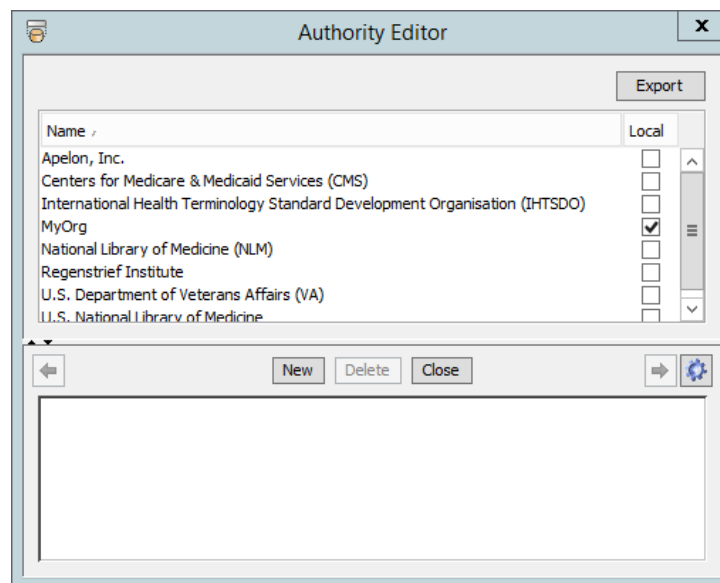 Authority Editor
x
Export
Name
Local
Apelon, Inc.
Centers for Medicare & Medicaid Services (CMS)
International Health Terminology Standard Development Organisation (IHTSDO)
MyOrg
National Library of Medicine (NLM)
Regenstrief Institute
U.S. Department of Veterans Affairs (VA)
U.S. National Library of Medicine
New
Delete
Close